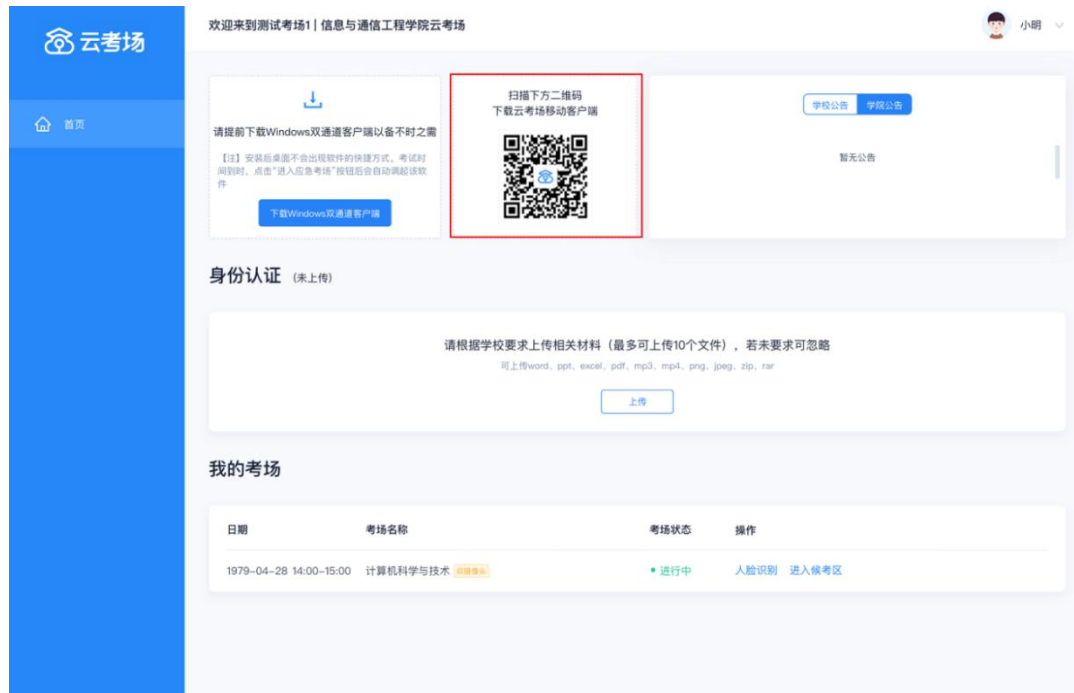 云考场
欢迎来到测试考场1 | 信息与通信工程学院云考场
小明
首页
请提前下载Windows双通道客户端以备不时之需
【注】安装后桌面不会出现软件的快捷方式。考试时
间到时，点击“进入应急考场”按钮后会自动调起该软
件
下载Windows双通道客户端
扫描下方二维码
下载云考场移动客户端
学校公告 学院公告
暂无公告
身份认证 (未上传)
请根据学校要求上传相关材料（最多可上传10个文件），若未要求可忽略
可上传word、ppt、excel、pdf、mp3、mp4、png、jpeg、zip、rar
上传
我的考场
日期 考场名称 考场状态 操作
1979-04-28 14:00-15:00 计算机科学与技术 双摄像头 进行中 人脸识别 进入候考区